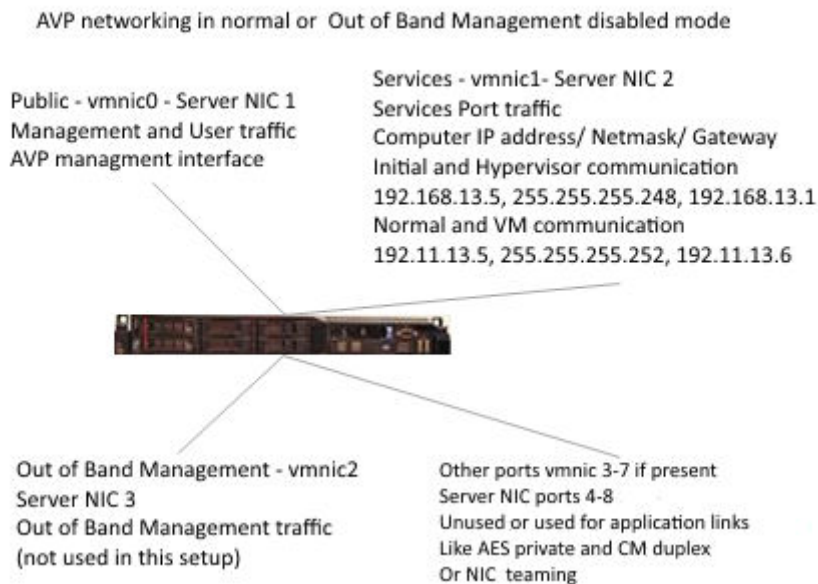 AVP networking in normal or Out of Band Management disabled mode
Public - vmnic0 - Server NIC 1
Management and User traffic
AVP managment interface
Services - vmnic1- Server NIC 2
Services Port traffic
Computer IP address/ Netmask/ Gateway
Initial and Hypervisor communication
192.168.13.5, 255.255.255.248, 192.168.13.1
Normal and VM communication
192.11.13.5, 255.255.255.252, 192.11.13.6
Out of Band Management - vmnic2
Server NIC 3
Out of Band Management traffic
(not used in this setup)
Other ports vmnic 3-7 if present
Server NIC ports 4-8
Unused or used for application links
Like AES private and CM duplex
Or NIC teaming